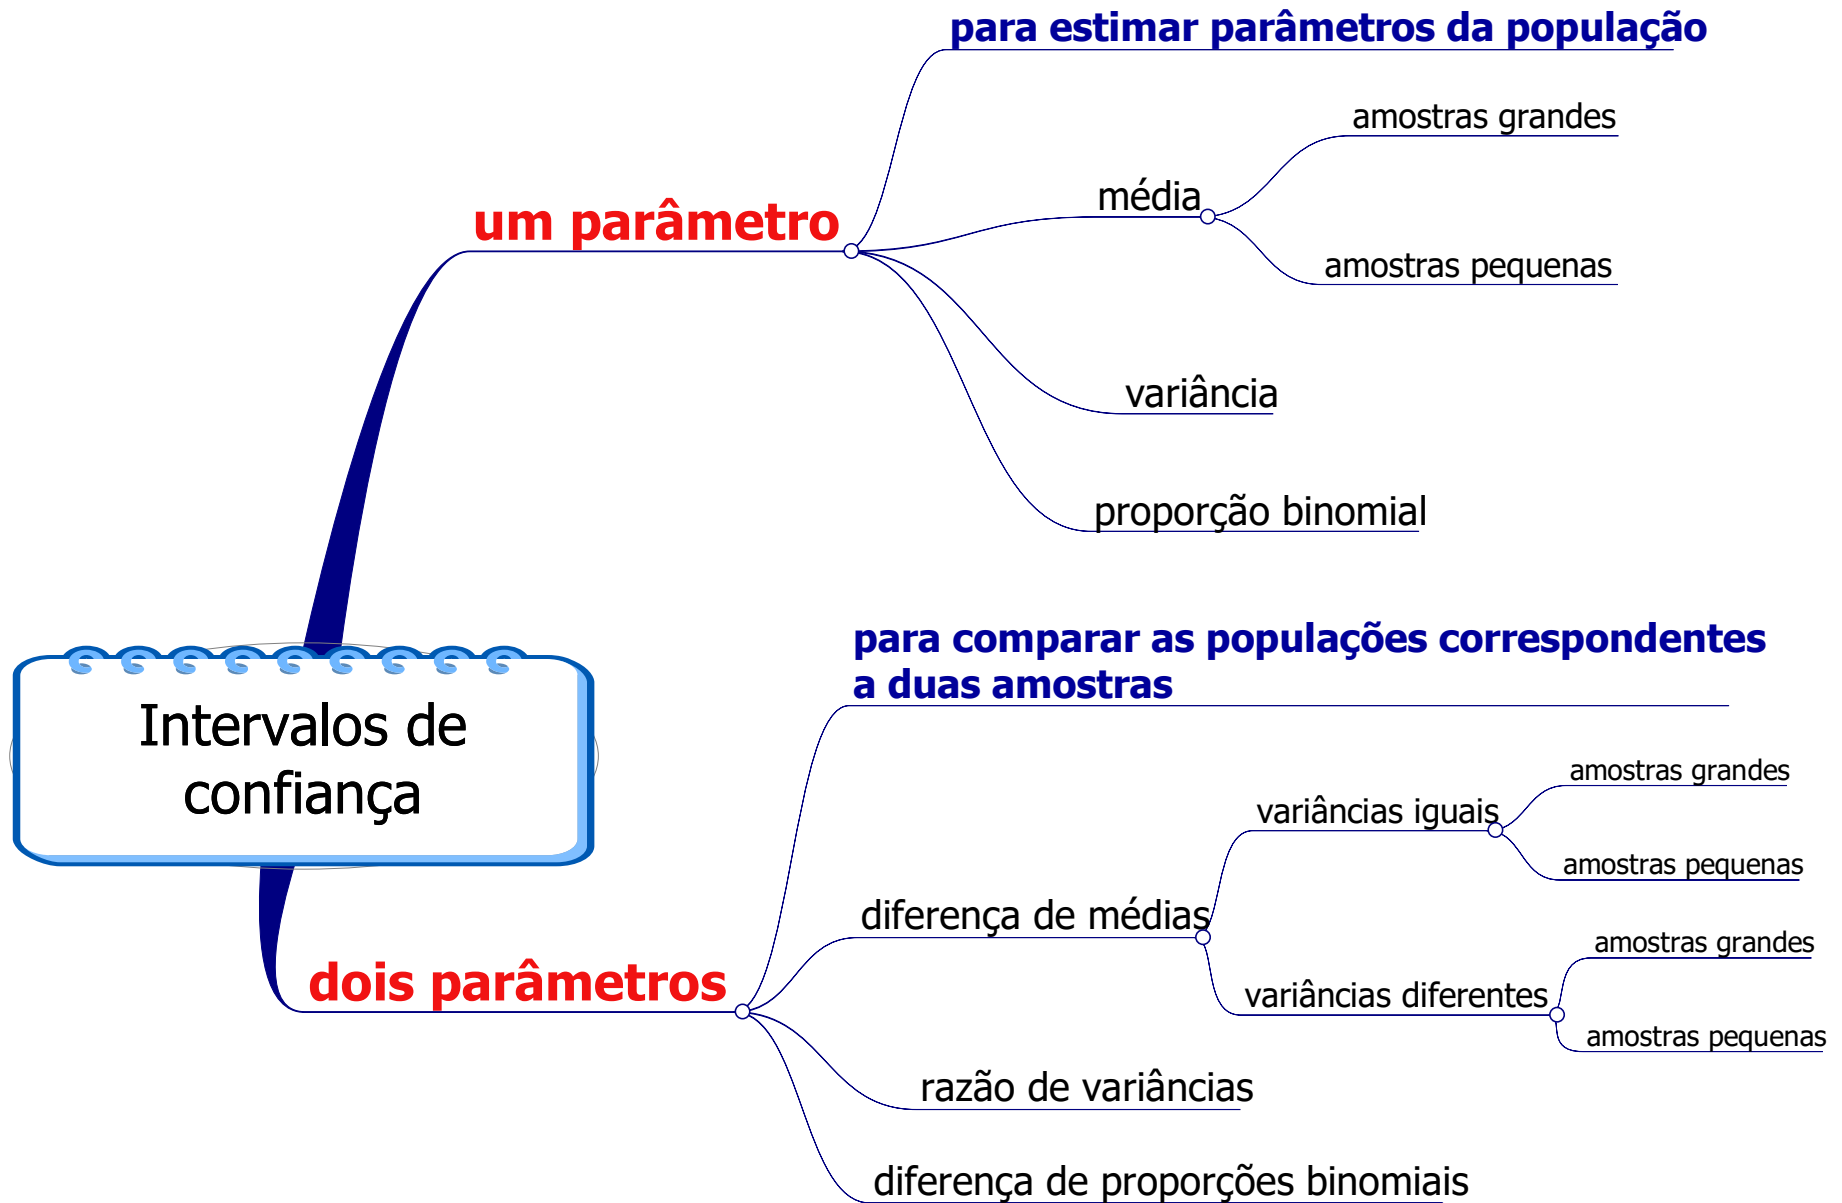 para estimar parâmetros da população
amostras grandes
média
amostras pequenas
um parâmetro
variância
proporção binomial
Intervalos de
confiança
para comparar as populações correspondentes
a duas amostras
amostras grandes
variâncias iguais
amostras pequenas
diferença de médias
amostras grandes
variâncias diferentes
amostras pequenas
dois parâmetros
razão de variâncias
diferença de proporções binomiais